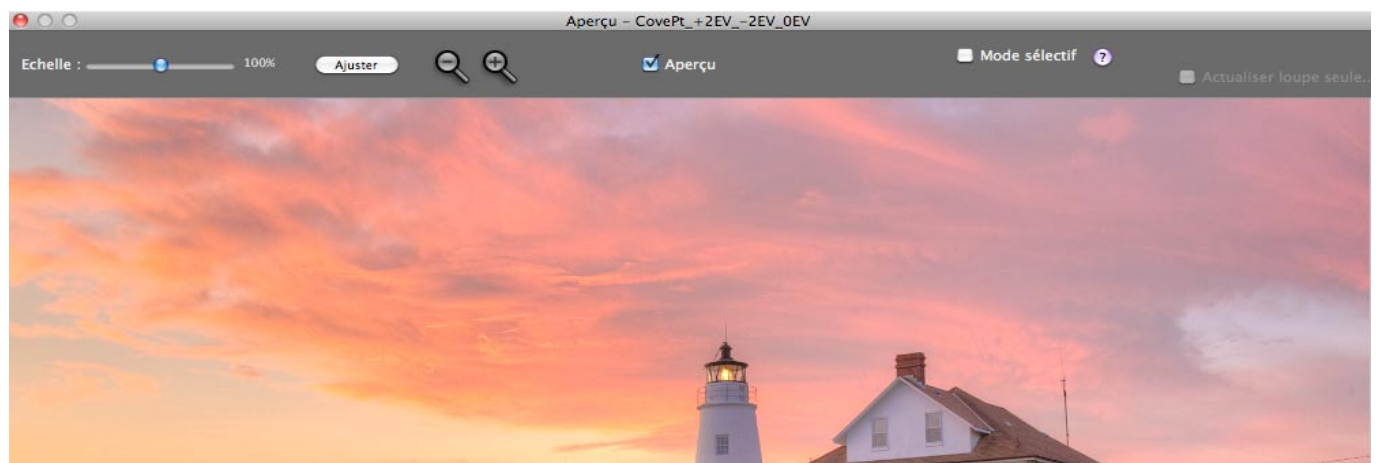 Aperçu – CovePt_+2EV_–2EV_0EV
Echelle : 100% Ajuster Aperçu Mode sélectif ?
Actualiser loupe seule..